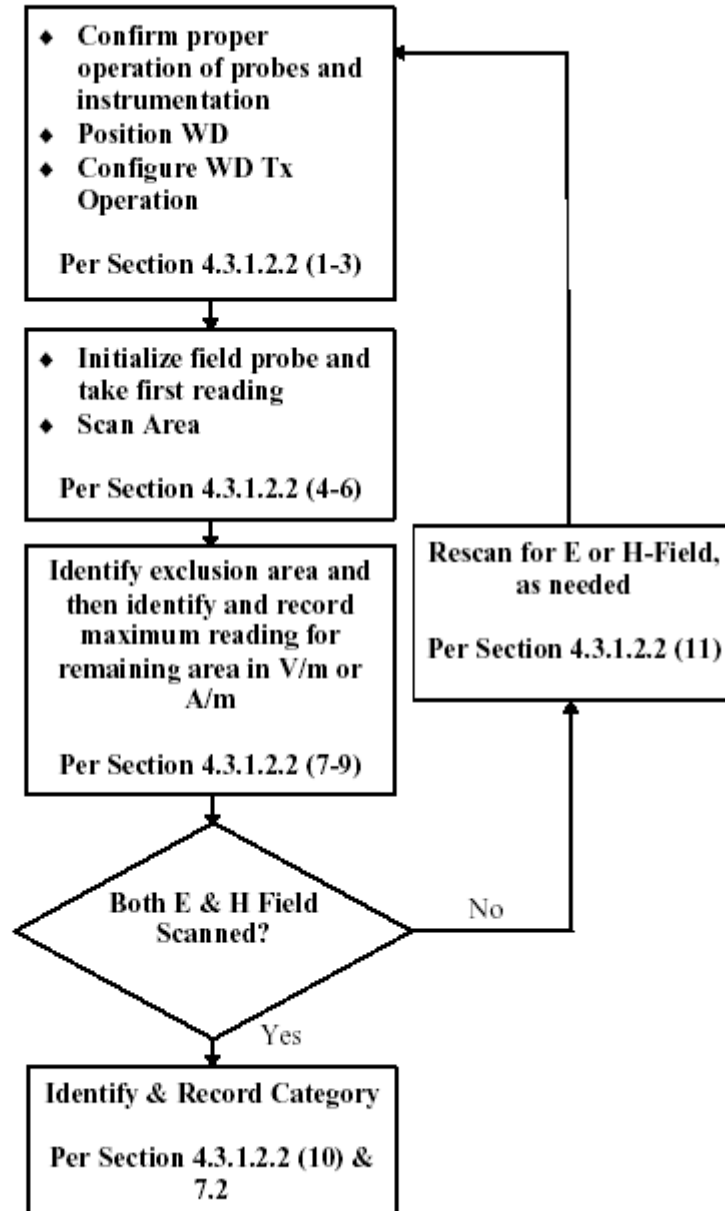 ◆ Confirm proper
operation of probes and
instrumentation
◆ Position WD
◆ Configure WD Tx
Operation
Per Section 4.3.1.2.2 (1-3)
◆ Initialize field probe and
take first reading
◆ Scan Area
Per Section 4.3.1.2.2 (4-6)
Identify exclusion area and
then identify and record
maximum reading for
remaining area in V/m or
A/m
Per Section 4.3.1.2.2 (7-9)
Rescan for E or H-Field,
as needed
Per Section 4.3.1.2.2 (11)
Both E & H Field
Scanned?
No
Yes
Identify & Record Category
Per Section 4.3.1.2.2 (10) &
7.2